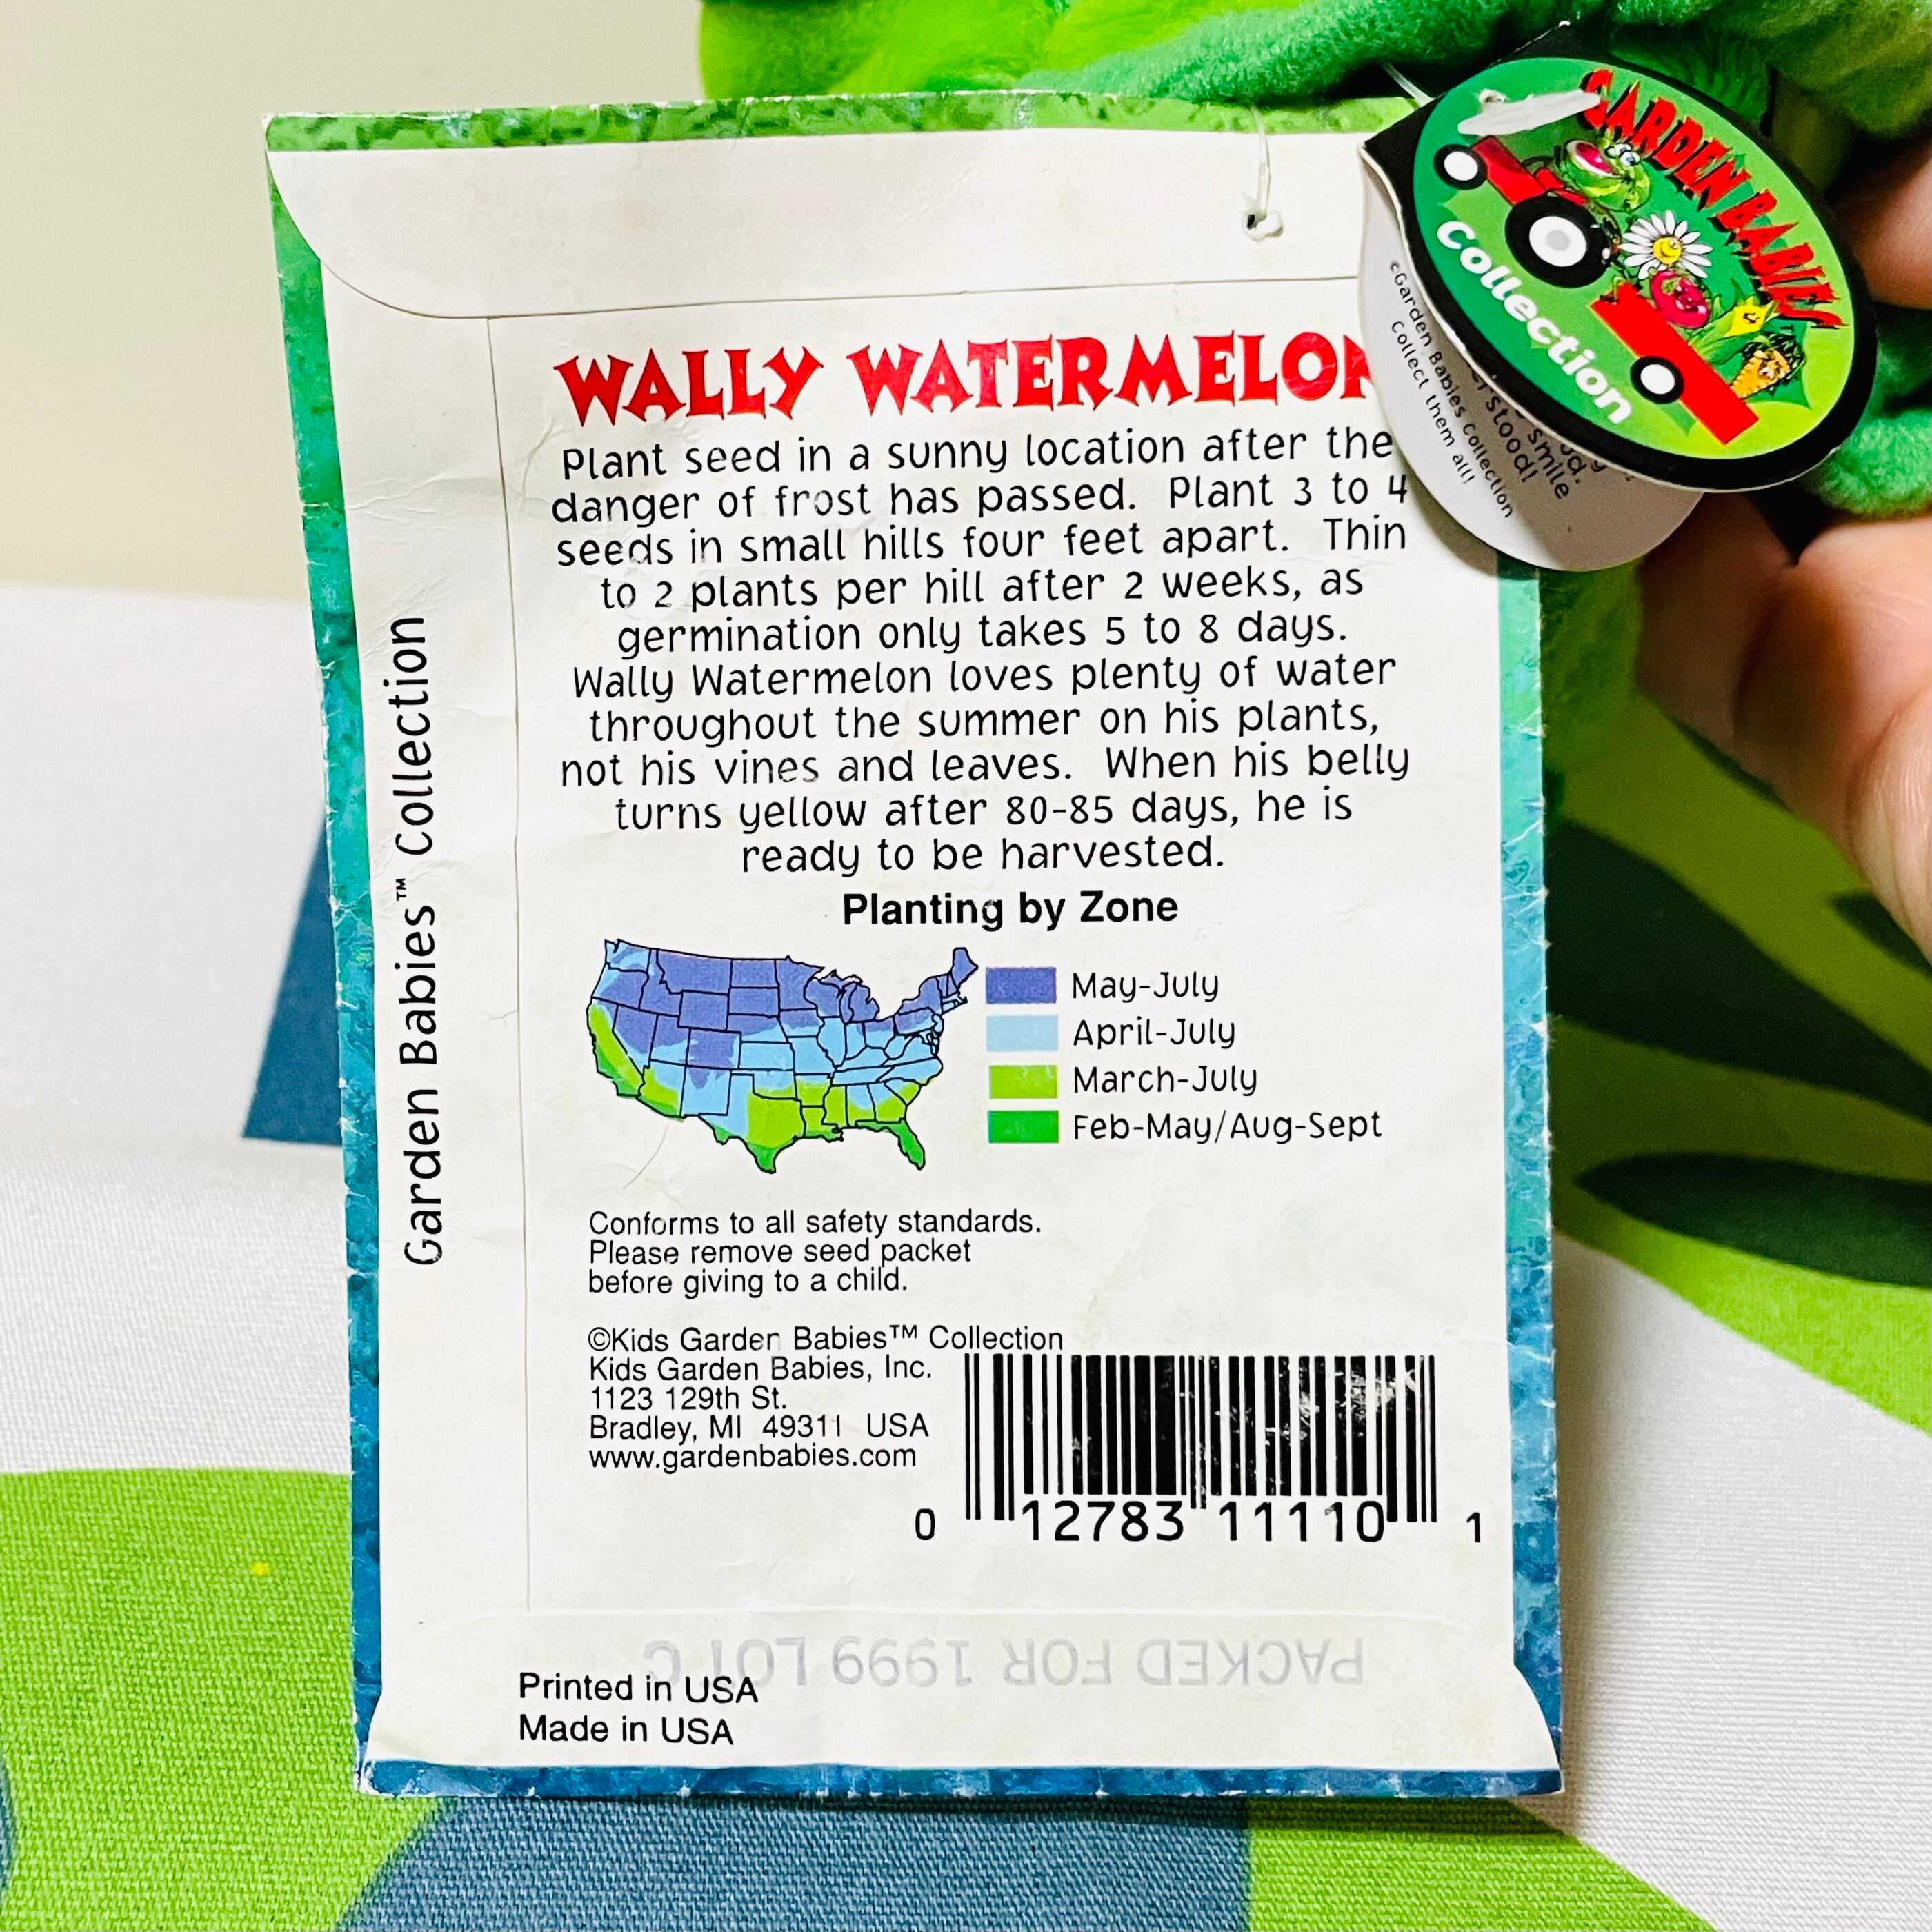 GARDEN BABIES
Collection
©Garden Babies Collection
Collect them all!
smile
stood!
WALLY WATERMELON
Plant seed in a sunny location after the
danger of frost has passed. Plant 3 to 4
seeds in small hills four feet apart. Thin
to 2 plants per hill after 2 weeks, as
germination only takes 5 to 8 days.
Wally Watermelon loves plenty of water
throughout the summer on his plants,
not his vines and leaves. When his belly
turns yellow after 80-85 days, he is
ready to be harvested.
Planting by Zone
May-July
April-July
March-July
Feb-May/Aug-Sept
Garden Babies™ Collection
Conforms to all safety standards.
Please remove seed packet
before giving to a child.
©Kids Garden Babies™ Collection
Kids Garden Babies, Inc.
1123 129th St.
Bradley, MI 49311 USA
www.gardenbabies.com
0 12783 11110 1
PACKED FOR 1999 LOT C
Printed in USA
Made in USA